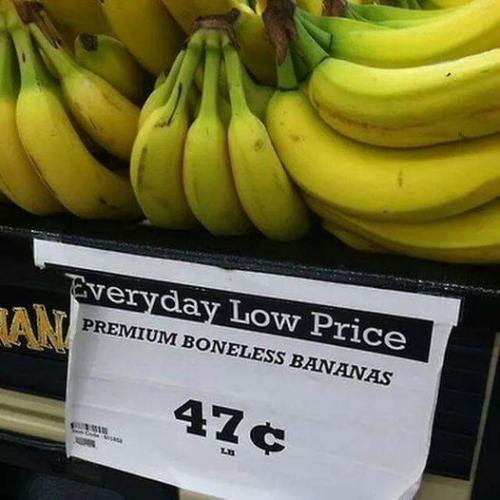 Everyday Low Price
PREMIUM BONELESS BANANAS
47¢
LB